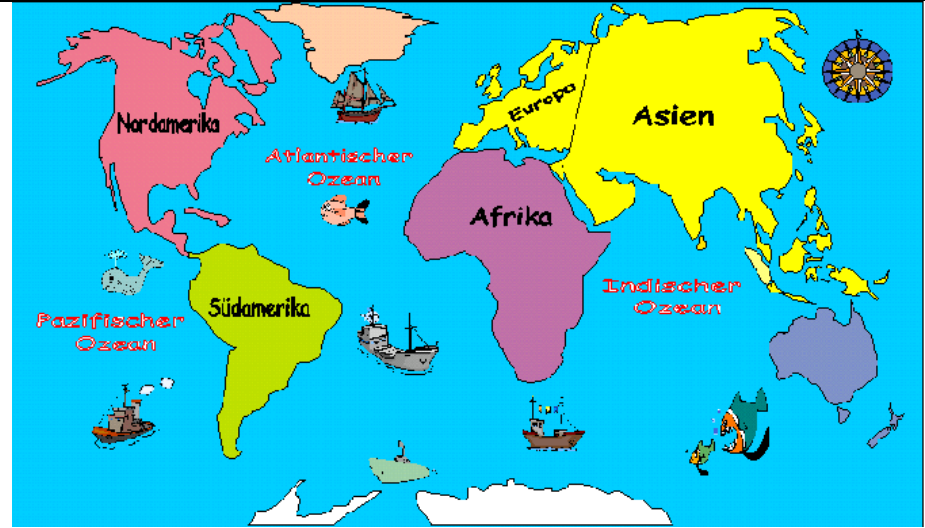 Nordamerika
Europa
Asien
Atlantischer
Ozean
Afrika
Südamerika
Indischer
Ozean
Pazifischer
Ozean
N